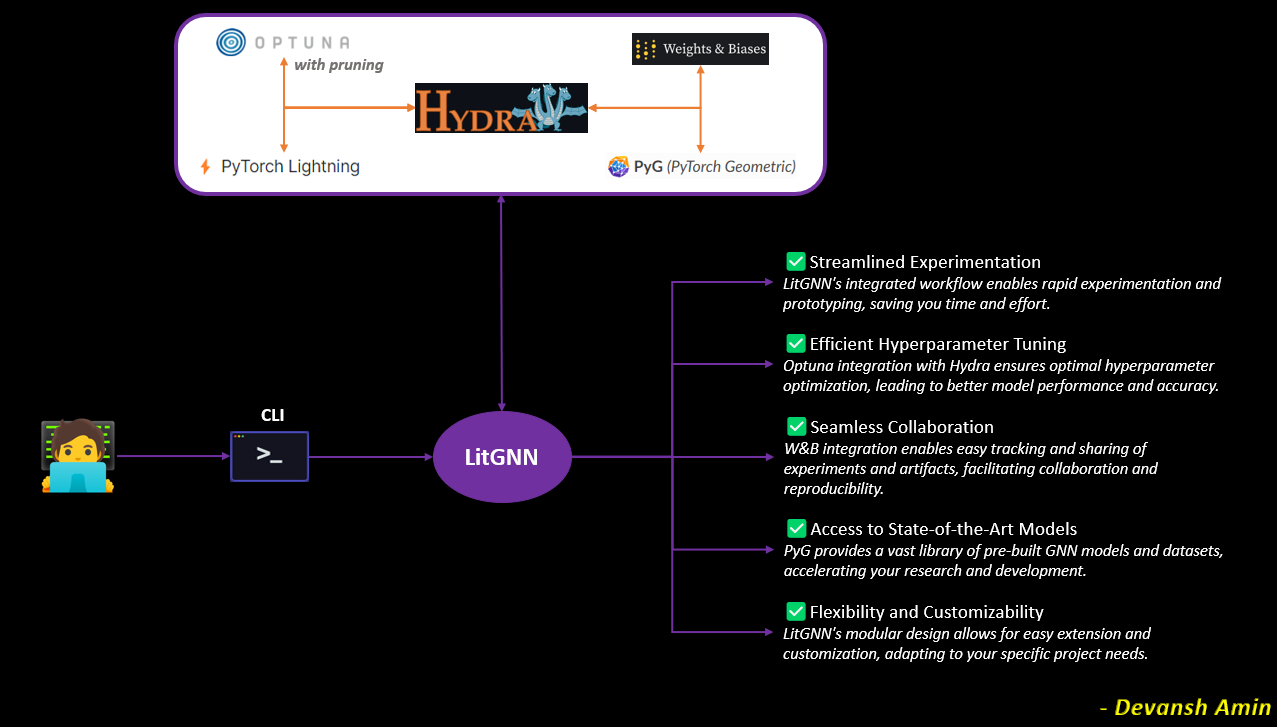 OPTUNA
with pruning
Weights & Biases
HYDRA
PyTorch Lightning
PyG (PyTorch Geometric)
CLI
>_
LitGNN
✅ Streamlined Experimentation
LitGNN's integrated workflow enables rapid experimentation and
prototyping, saving you time and effort.
✅ Efficient Hyperparameter Tuning
Optuna integration with Hydra ensures optimal hyperparameter
optimization, leading to better model performance and accuracy.
✅ Seamless Collaboration
W&B integration enables easy tracking and sharing of
experiments and artifacts, facilitating collaboration and
reproducibility.
✅ Access to State-of-the-Art Models
PyG provides a vast library of pre-built GNN models and datasets,
accelerating your research and development.
✅ Flexibility and Customizability
LitGNN's modular design allows for easy extension and
customization, adapting to your specific project needs.
- Devansh Amin